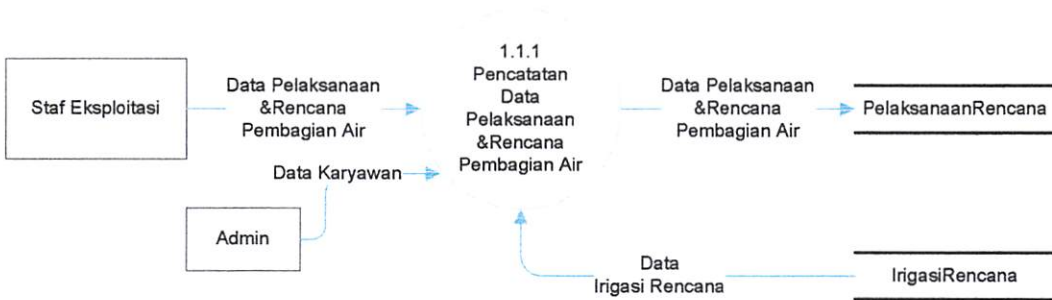 Staf Eksploitasi
Data Pelaksanaan
&Rencana
Pembagian Air
1.1.1
Pencatatan
Data
Pelaksanaan
&Rencana
Pembagian Air
Data Pelaksanaan
&Rencana
Pembagian Air
PelaksanaanRencana
Data Karyawan
Admin
Data
Irigasi Rencana
IrigasiRencana